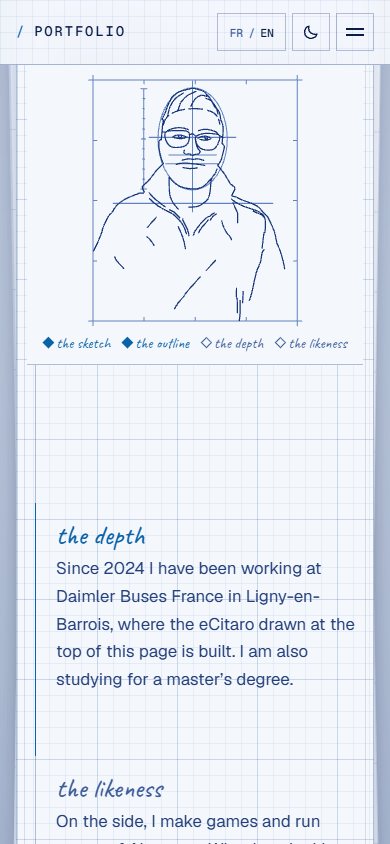 / PORTFOLIO
FR / EN
the sketch the outline the depth the likeness
the depth
Since 2024 I have been working at
Daimler Buses France in Ligny-en-
Barrois, where the eCitaro drawn at the
top of this page is built. I am also
studying for a master’s degree.
the likeness
On the side, I make games and run